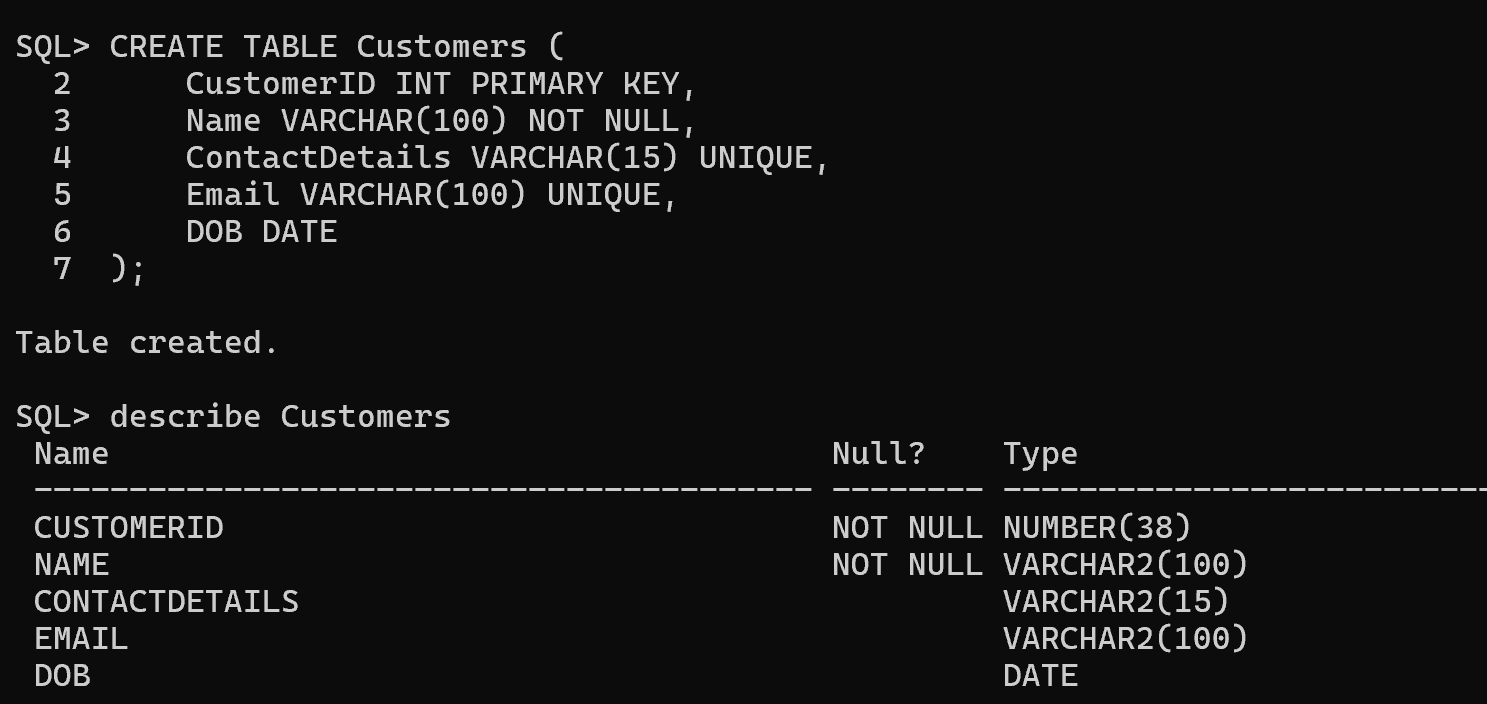 SQL> CREATE TABLE Customers (
  2      CustomerID INT PRIMARY KEY,
  3      Name VARCHAR(100) NOT NULL,
  4      ContactDetails VARCHAR(15) UNIQUE,
  5      Email VARCHAR(100) UNIQUE,
  6      DOB DATE
  7  );
Table created.
SQL> describe Customers
 Name                                      Null?    Type
 ----------------------------------------- -------- --------------------------
 CUSTOMERID                                NOT NULL NUMBER(38)
 NAME                                      NOT NULL VARCHAR2(100)
 CONTACTDETAILS                                     VARCHAR2(15)
 EMAIL                                              VARCHAR2(100)
 DOB                                                DATE